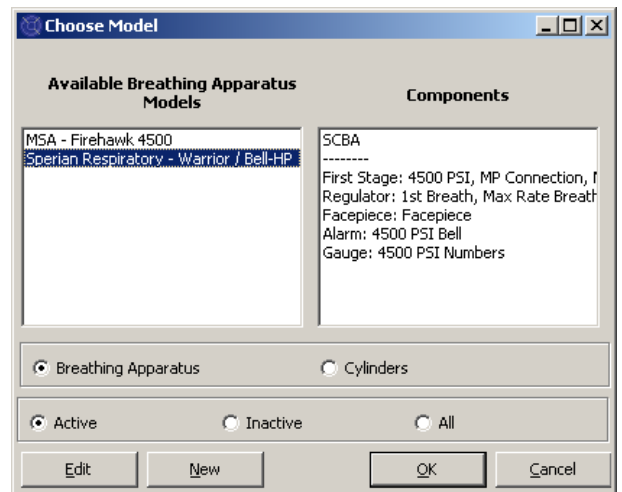 Choose Model
Available Breathing Apparatus
Models
Components
MSA - Firehawk 4500
Sperian Respiratory - Warrior / Bell-HP
SCBA
--------
First Stage: 4500 PSI, MP Connection,
Regulator: 1st Breath, Max Rate Breath
Facepiece: Facepiece
Alarm: 4500 PSI Bell
Gauge: 4500 PSI Numbers
Breathing Apparatus
Cylinders
Active
Inactive
All
Edit
New
OK
Cancel